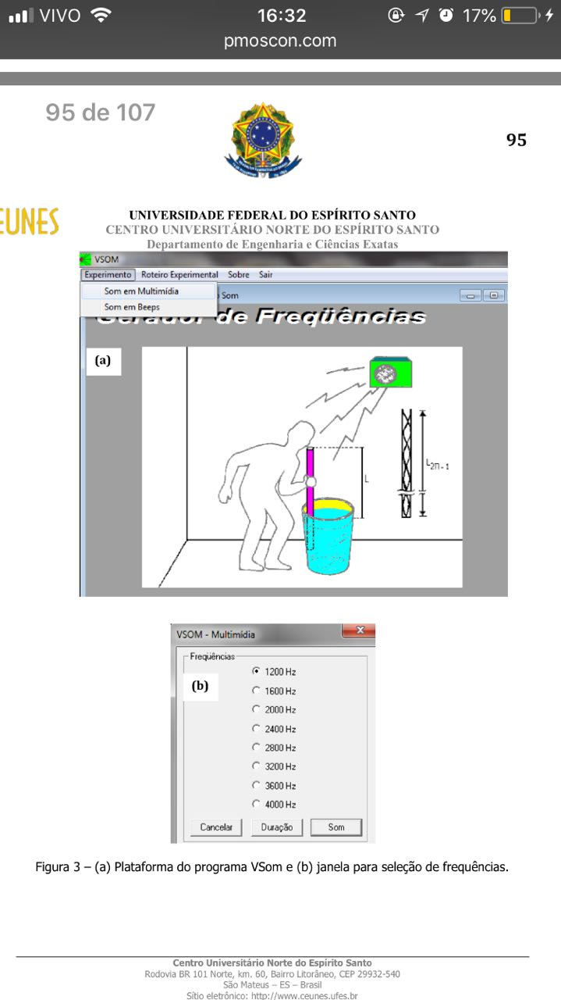 VIVO 16:32 17%
pmoscon.com
95 de 107
95
EUNES
UNIVERSIDADE FEDERAL DO ESPÍRITO SANTO
CENTRO UNIVERSITÁRIO NORTE DO ESPÍRITO SANTO
Departamento de Engenharia e Ciências Exatas
VSOM
Experimento Roteiro Experimental Sobre Sair
Som em Multimídia
Som
Som em Beeps
Gerador de Freqüências
(a)
L
L2n-1
VSOM - Multimídia
Freqüências
1200 Hz
(b)
1600 Hz
2000 Hz
2400 Hz
2800 Hz
3200 Hz
3600 Hz
4000 Hz
Cancelar Duração Som
Figura 3 – (a) Plataforma do programa VSom e (b) janela para seleção de frequências.
Centro Universitário Norte do Espírito Santo
Rodovia BR 101 Norte, km. 60, Bairro Litorâneo, CEP 29932-540
São Mateus – ES – Brasil
Sítio eletrônico: http://www.ceunes.ufes.br